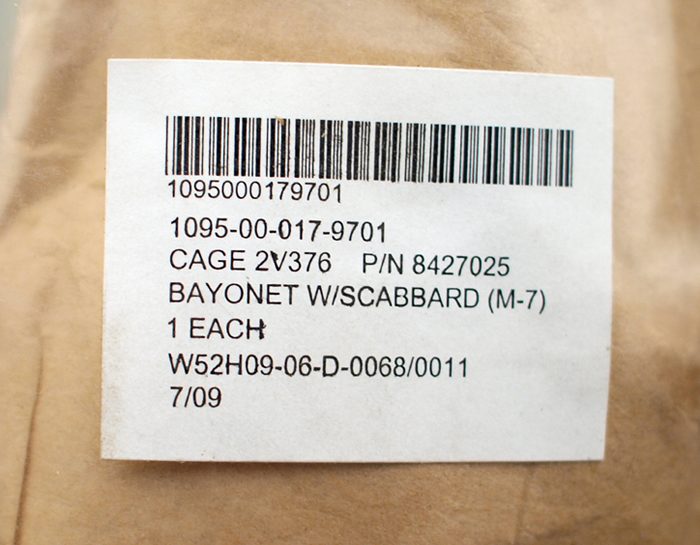 1095000179701
1095-00-017-9701
CAGE 2V376 P/N 8427025
BAYONET W/SCABBARD (M-7)
1 EACH
W52H09-06-D-0068/0011
7/09